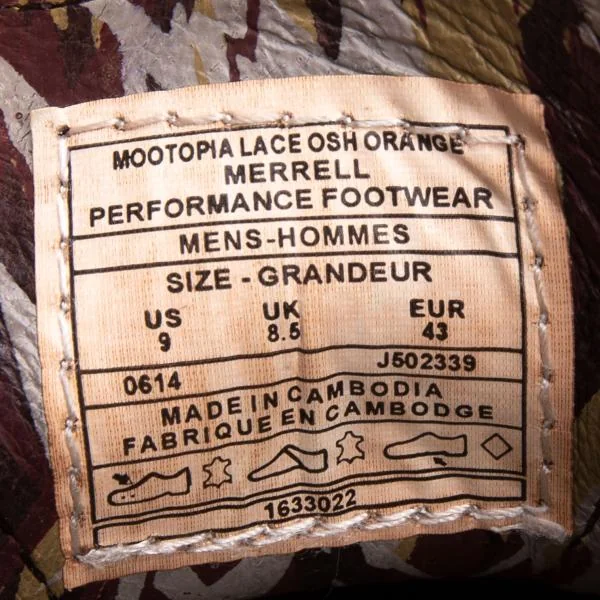 MOOTOPIA LACE OSH ORANGE
MERRELL
PERFORMANCE FOOTWEAR
MENS-HOMMES
SIZE - GRANDEUR
US UK EUR
9 8.5 43
0614 J502339
MADE IN CAMBODIA
FABRIQUE EN CAMBODGE
1633022